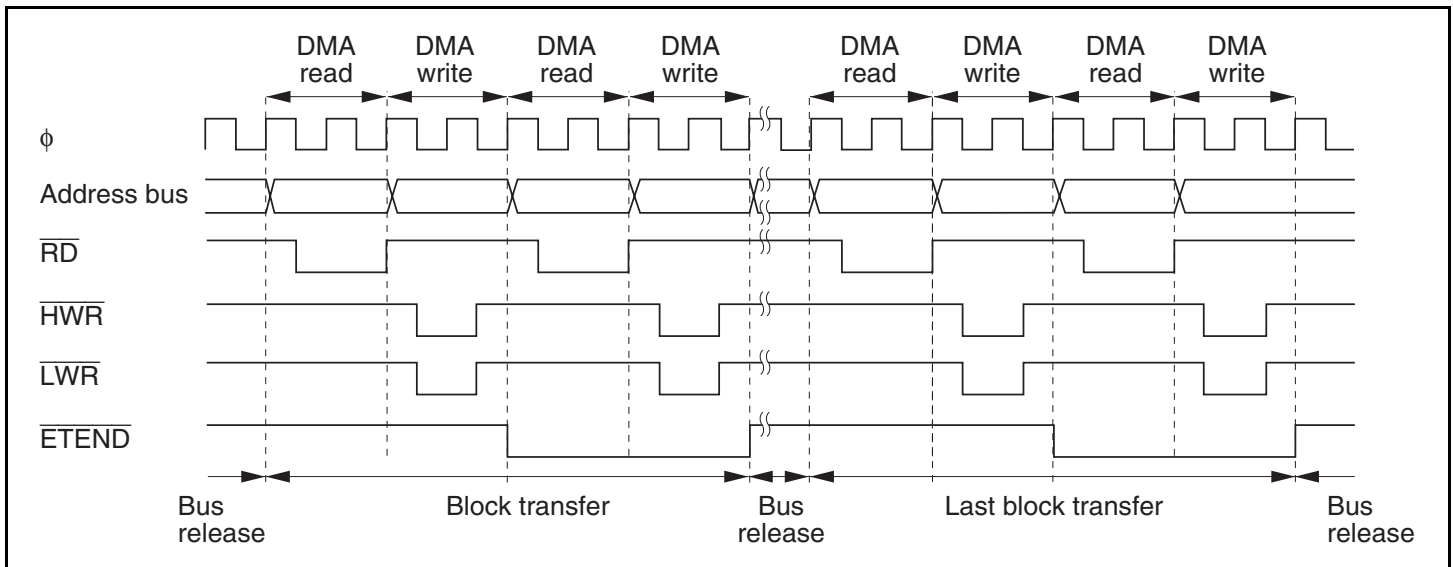 DMA read DMA write DMA read DMA write DMA read DMA write DMA read DMA write
ϕ
Address bus
RD
HWR
LWR
ETEND
Bus release Block transfer Bus release Last block transfer Bus release